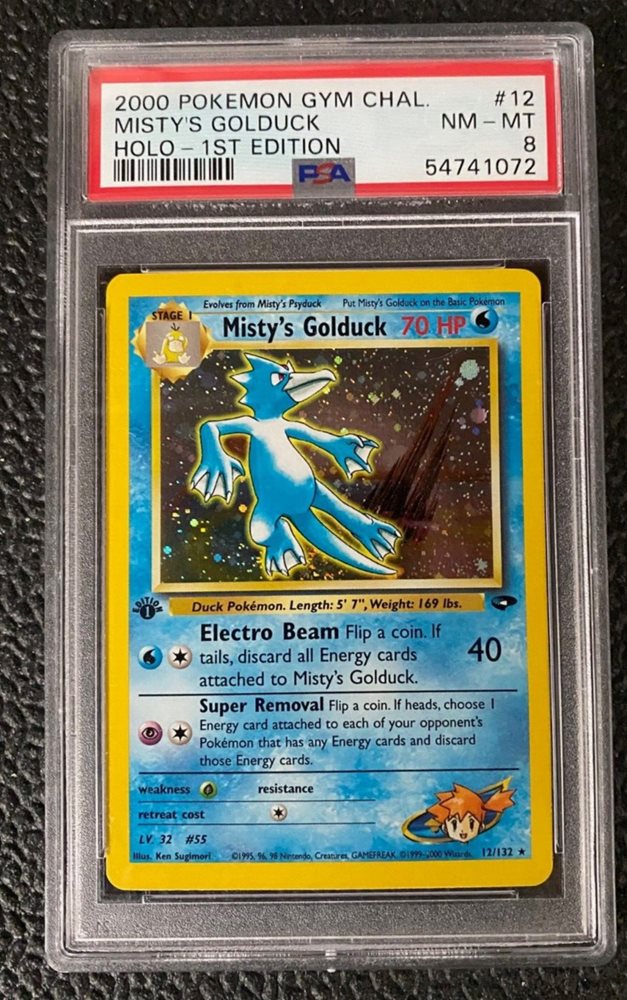 2000 POKEMON GYM CHAL. #12
MISTY'S GOLDUCK NM - MT
HOLO - 1ST EDITION 8
PSA 54741072
Evolves from Misty's Psyduck Put Misty's Golduck on the Basic Pokémon
STAGE 1
Misty's Golduck 70 HP
Duck Pokémon. Length: 5' 7", Weight: 169 lbs.
EDITION
1
Electro Beam Flip a coin. If
tails, discard all Energy cards 40
attached to Misty's Golduck.
Super Removal Flip a coin. If heads, choose 1
Energy card attached to each of your opponent's
Pokémon that has any Energy cards and discard
those Energy cards.
weakness resistance
retreat cost
LV. 32 #55
Illus. Ken Sugimori ©1995, 96, 98 Nintendo, Creatures, GAMEFREAK. ©1999-2000 Wizards. 12/132 ★